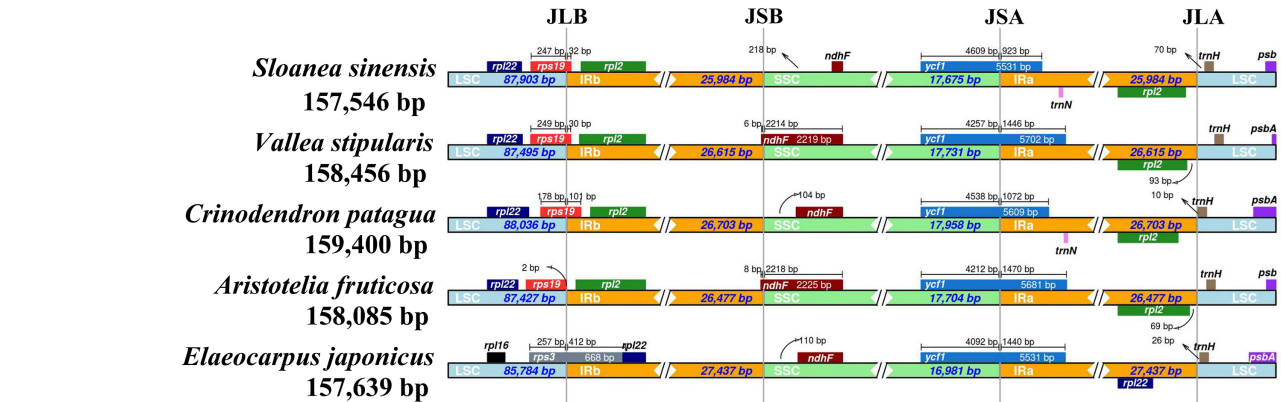 JLB JSB JSA JLA
247 bp 32 bp 218 bp ndhF 4609 bp 923 bp 70 bp trnH psb
Sloanea sinensis rpl22 rps19 rpl2 ycf1 5531 bp
LSC 87,903 bp IRb 25,984 bp SSC 17,675 bp IRa 25,984 bp LSC
157,546 bp trnN rpl2
249 bp 30 bp 6 bp 2214 bp 4257 bp 1446 bp trnH psbA
Vallea stipularis rpl22 rps19 rpl2 ndhF 2219 bp ycf1 5702 bp
LSC 87,495 bp IRb 26,615 bp SSC 17,731 bp IRa 26,615 bp LSC
158,456 bp rpl2
93 bp
178 bp 101 bp 104 bp 4538 bp 1072 bp 10 bp trnH psbA
Crinodendron patagua rpl22 rps19 rpl2 ndhF ycf1 5609 bp
LSC 88,036 bp IRb 26,703 bp SSC 17,958 bp IRa 26,703 bp LSC
159,400 bp trnN rpl2
2 bp 8 bp 2218 bp 4212 bp 1470 bp trnH psb
Aristotelia fruticosa rpl22 rps19 rpl2 ndhF 2225 bp ycf1 5681 bp
LSC 87,427 bp IRb 26,477 bp SSC 17,704 bp IRa 26,477 bp LSC
158,085 bp rpl2
69 bp
rpl16 257 bp 412 bp rpl22 110 bp 4092 bp 1440 bp 26 bp trnH
Elaeocarpus japonicus rps3 668 bp ndhF ycf1 5531 bp psbA
LSC 85,784 bp IRb 27,437 bp SSC 16,981 bp IRa 27,437 bp LSC
157,639 bp rpl22